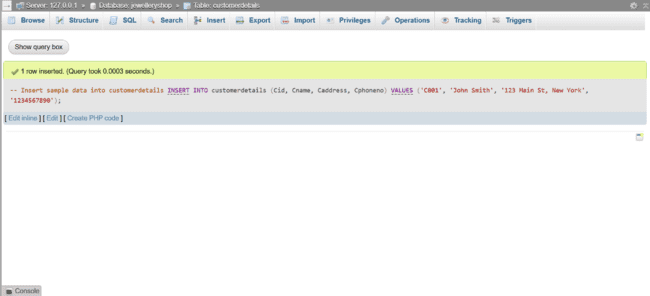 Server: 127.0.0.1 » Database: jewelleryshop » Table: customerdetails
Browse Structure SQL Search Insert Export Import Privileges Operations Tracking Triggers
Show query box
1 row inserted. (Query took 0.0003 seconds.)
-- Insert sample data into customerdetails INSERT INTO customerdetails (Cid, Cname, Caddress, Cphoneno) VALUES ('C001', 'John Smith', '123 Main St, New York',
'1234567890');
[ Edit inline ] [ Edit ] [ Create PHP code ]
Console